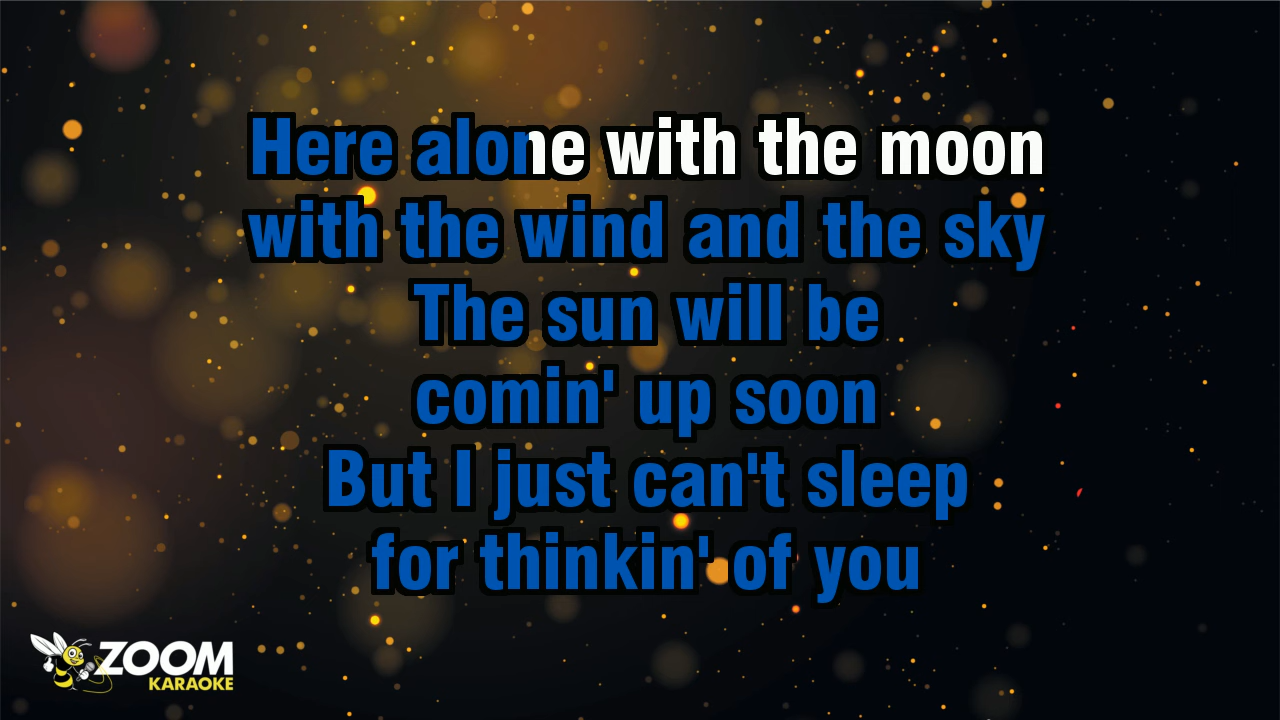 Here alone with the moon
with the wind and the sky
The sun will be
comin' up soon
But I just can't sleep
for thinkin' of you
ZOOM
KARAOKE